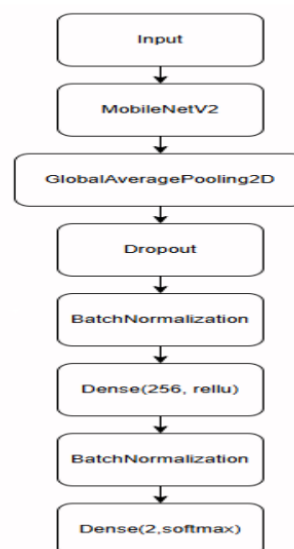 Input
MobileNetV2
GlobalAveragePooling2D
Dropout
BatchNormalization
Dense(256, rellu)
BatchNormalization
Dense(2,softmax)